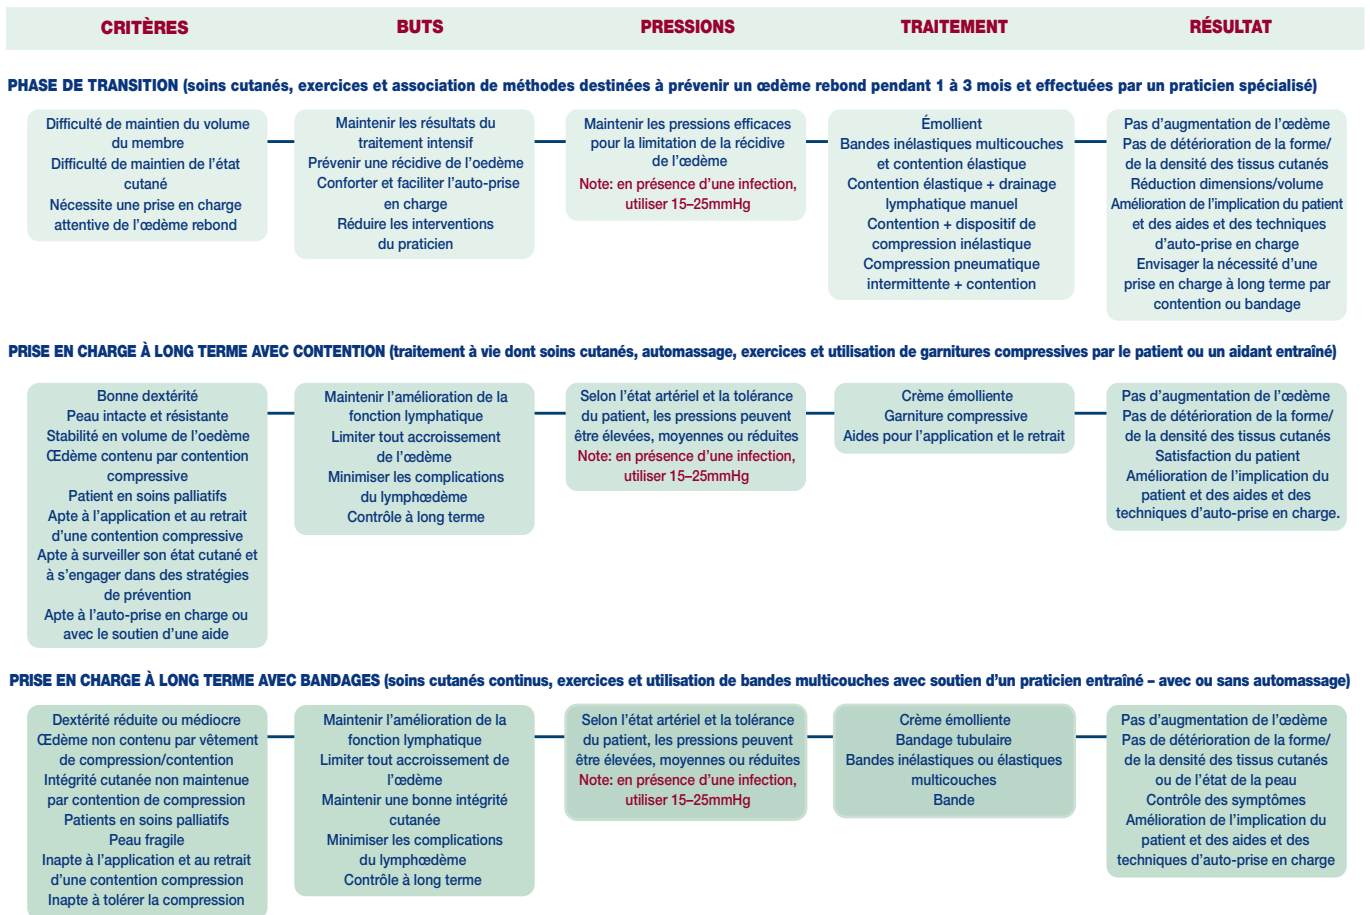 CRITÈRES
BUTS
PRESSIONS
TRAITEMENT
RÉSULTAT
PHASE DE TRANSITION (soins cutanés, exercices et association de méthodes destinées à prévenir un œdème rebond pendant 1 à 3 mois et effectuées par un praticien spécialisé)
Difficulté de maintien du volume
du membre
Difficulté de maintien de l'état
cutané
Nécessite une prise en charge
attentive de l'œdème rebond
Maintenir les résultats du
traitement intensif
Prévenir une récidive de l'oedème
Conforter et faciliter l'auto-prise
en charge
Réduire les interventions
du praticien
Maintenir les pressions efficaces
pour la limitation de la récidive
de l'œdème
Note: en présence d'une infection,
utiliser 15–25mmHg
Émollient
Bandes inélastiques multicouches
et contention élastique
Contention élastique + drainage
lymphatique manuel
Contention + dispositif de
compression inélastique
Compression pneumatique
intermittente + contention
Pas d'augmentation de l'œdème
Pas de détérioration de la forme/
de la densité des tissus cutanés
Réduction dimensions/volume
Amélioration de l'implication du patient
et des aides et des techniques
d'auto-prise en charge
Envisager la nécessité d'une
prise en charge à long terme par
contention ou bandage
PRISE EN CHARGE À LONG TERME AVEC CONTENTION (traitement à vie dont soins cutanés, automassage, exercices et utilisation de garnitures compressives par le patient ou un aidant entraîné)
Bonne dextérité
Peau intacte et résistante
Stabilité en volume de l'oedème
Œdème contenu par contention
compressive
Patient en soins palliatifs
Apte à l'application et au retrait
d'une contention compressive
Apte à surveiller son état cutané et
à s'engager dans des stratégies
de prévention
Apte à l'auto-prise en charge ou
avec le soutien d'une aide
Maintenir l'amélioration de la
fonction lymphatique
Limiter tout accroissement
de l'œdème
Minimiser les complications
du lymphœdème
Contrôle à long terme
Selon l'état artériel et la tolérance
du patient, les pressions peuvent
être élevées, moyennes ou réduites
Note: en présence d'une infection,
utiliser 15–25mmHg
Crème émolliente
Garniture compressive
Aides pour l'application et le retrait
Pas d'augmentation de l'œdème
Pas de détérioration de la forme/
de la densité des tissus cutanés
Satisfaction du patient
Amélioration de l'implication du
patient et des aides et des
techniques d'auto-prise en charge.
PRISE EN CHARGE À LONG TERME AVEC BANDAGES (soins cutanés continus, exercices et utilisation de bandes multicouches avec soutien d'un praticien entraîné – avec ou sans automassage)
Dextérité réduite ou médiocre
Œdème non contenu par vêtement
de compression/contention
Intégrité cutanée non maintenue
par contention de compression
Patients en soins palliatifs
Peau fragile
Inapte à l'application et au retrait
d'une contention compression
Inapte à tolérer la compression
Maintenir l'amélioration de la
fonction lymphatique
Limiter tout accroissement de
l'œdème
Maintenir une bonne intégrité
cutanée
Minimiser les complications
du lymphœdème
Contrôle à long terme
Selon l'état artériel et la tolérance
du patient, les pressions peuvent
être élevées, moyennes ou réduites
Note: en présence d'une infection,
utiliser 15–25mmHg
Crème émolliente
Bandage tubulaire
Bandes inélastiques ou élastiques
multicouches
Bande
Pas d'augmentation de l'œdème
Pas de détérioration de la forme/
de la densité des tissus cutanés
ou de l'état de la peau
Contrôle des symptômes
Amélioration de l'implication du
patient et des aides et des
techniques d'auto-prise en charge